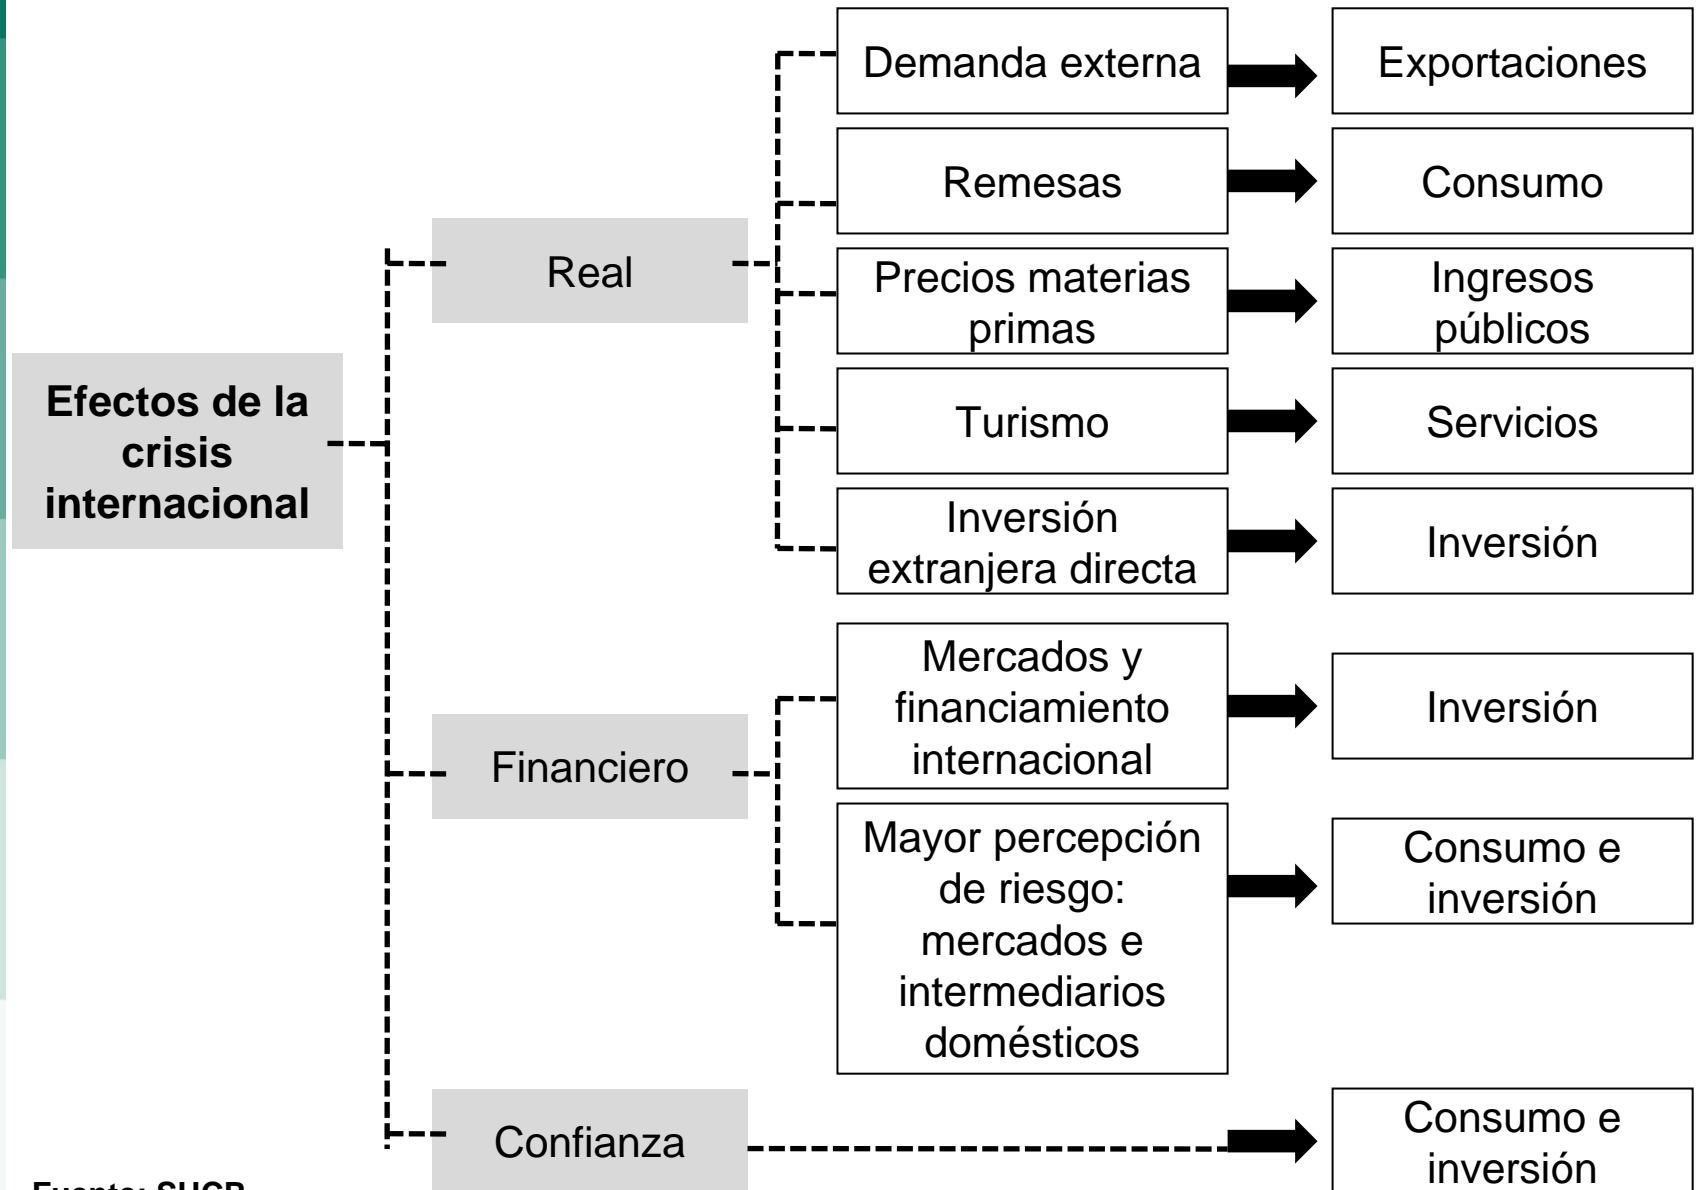 Efectos de la
crisis
internacional
Real
Demanda externa
Exportaciones
Remesas
Consumo
Precios materias
primas
Ingresos
públicos
Turismo
Servicios
Inversión
extranjera directa
Inversión
Financiero
Mercados y
financiamiento
internacional
Inversión
Mayor percepción
de riesgo:
mercados e
intermediarios
domésticos
Consumo e
inversión
Confianza
Consumo e
inversión
Fuente: SHCP